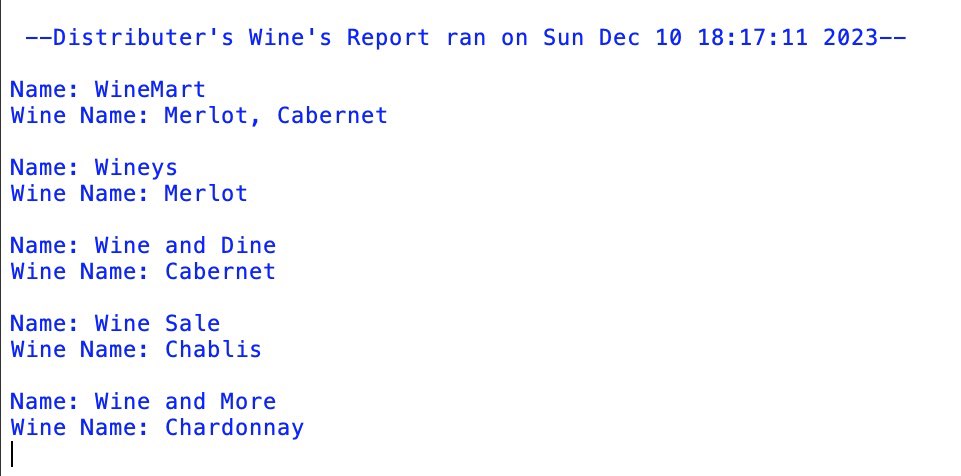 --Distributer's Wine's Report ran on Sun Dec 10 18:17:11 2023--
Name: WineMart
Wine Name: Merlot, Cabernet
Name: Wineys
Wine Name: Merlot
Name: Wine and Dine
Wine Name: Cabernet
Name: Wine Sale
Wine Name: Chablis
Name: Wine and More
Wine Name: Chardonnay